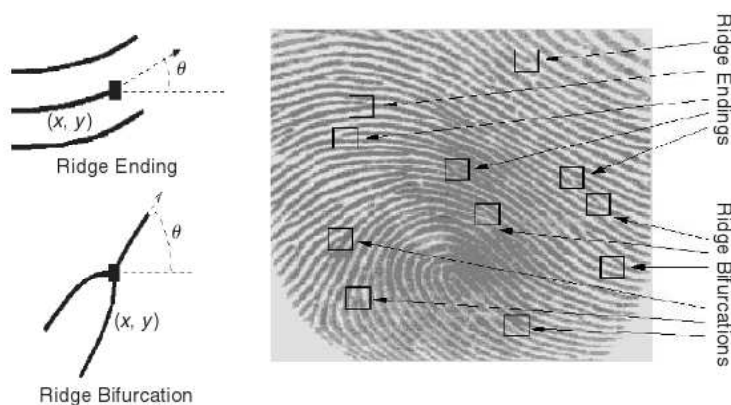 θ
(x, y)
Ridge Ending
θ
(x, y)
Ridge Bifurcation
Ridge Endings
Ridge Bifurcations